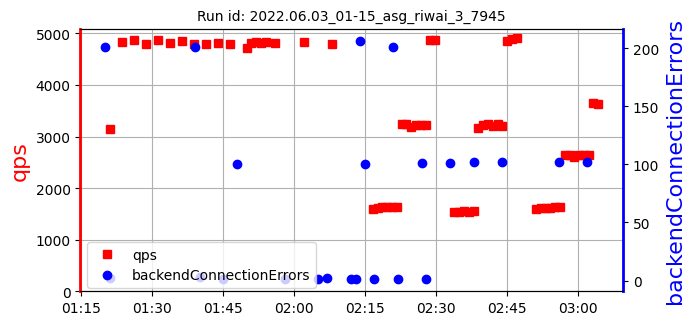 Run id: 2022.06.03_01-15_asg_riwai_3_7945
qps
5000
4000
3000
2000
1000
0
200
150
100
50
0
backendConnectionErrors
qps
backendConnectionErrors
01:15 01:30 01:45 02:00 02:15 02:30 02:45 03:00